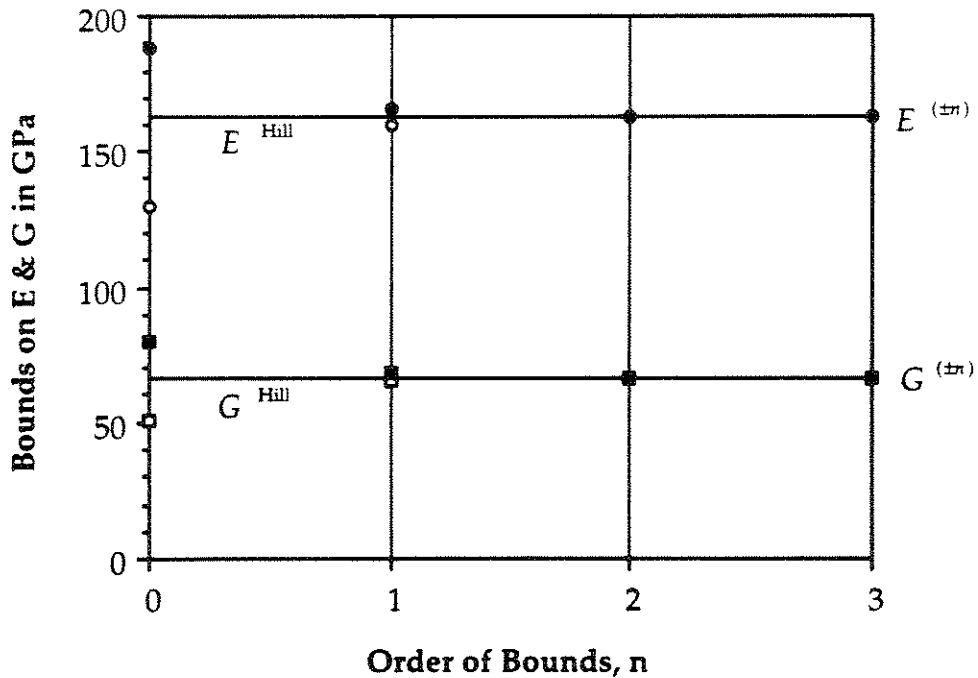 Bounds on E & G in GPa
200
150
100
50
0
E Hill
E (±n)
G Hill
G (±n)
0 1 2 3
Order of Bounds, n